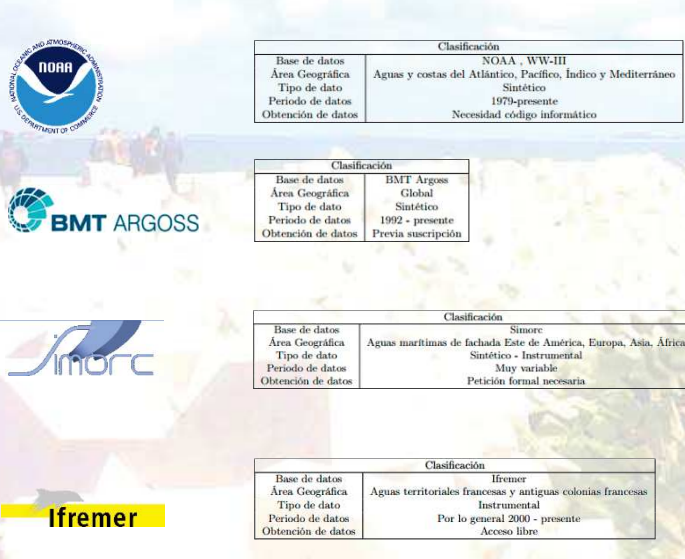 NATIONAL OCEANIC AND ATMOSPHERIC ADMINISTRATION
NOAA
U.S. DEPARTMENT OF COMMERCE
Clasificación
Base de datos NOAA , WW-III
Área Geográfica Aguas y costas del Atlántico, Pacífico, Índico y Mediterráneo
Tipo de dato Sintético
Periodo de datos 1979-presente
Obtención de datos Necesidad código informático
BMT ARGOSS
Clasificación
Base de datos BMT Argoss
Área Geográfica Global
Tipo de dato Sintético
Periodo de datos 1992 - presente
Obtención de datos Previa suscripción
Simorc
Clasificación
Base de datos Simorc
Área Geográfica Aguas marítimas de fachada Este de América, Europa, Asia, África
Tipo de dato Sintético - Instrumental
Periodo de datos Muy variable
Obtención de datos Petición formal necesaria
Ifremer
Clasificación
Base de datos Ifremer
Área Geográfica Aguas territoriales francesas y antiguas colonias francesas
Tipo de dato Instrumental
Periodo de datos Por lo general 2000 - presente
Obtención de datos Acceso libre